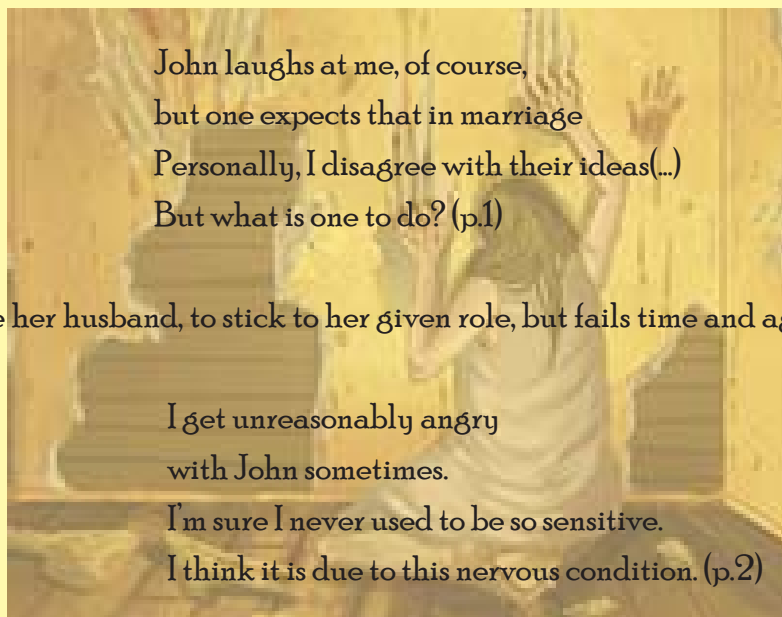 John laughs at me, of course,
but one expects that in marriage
Personally, I disagree with their ideas(...)
But what is one to do? (p.1)
her husband, to stick to her given role, but fails time and
I get unreasonably angry
with John sometimes.
I'm sure I never used to be so sensitive.
I think it is due to this nervous condition. (p.2)